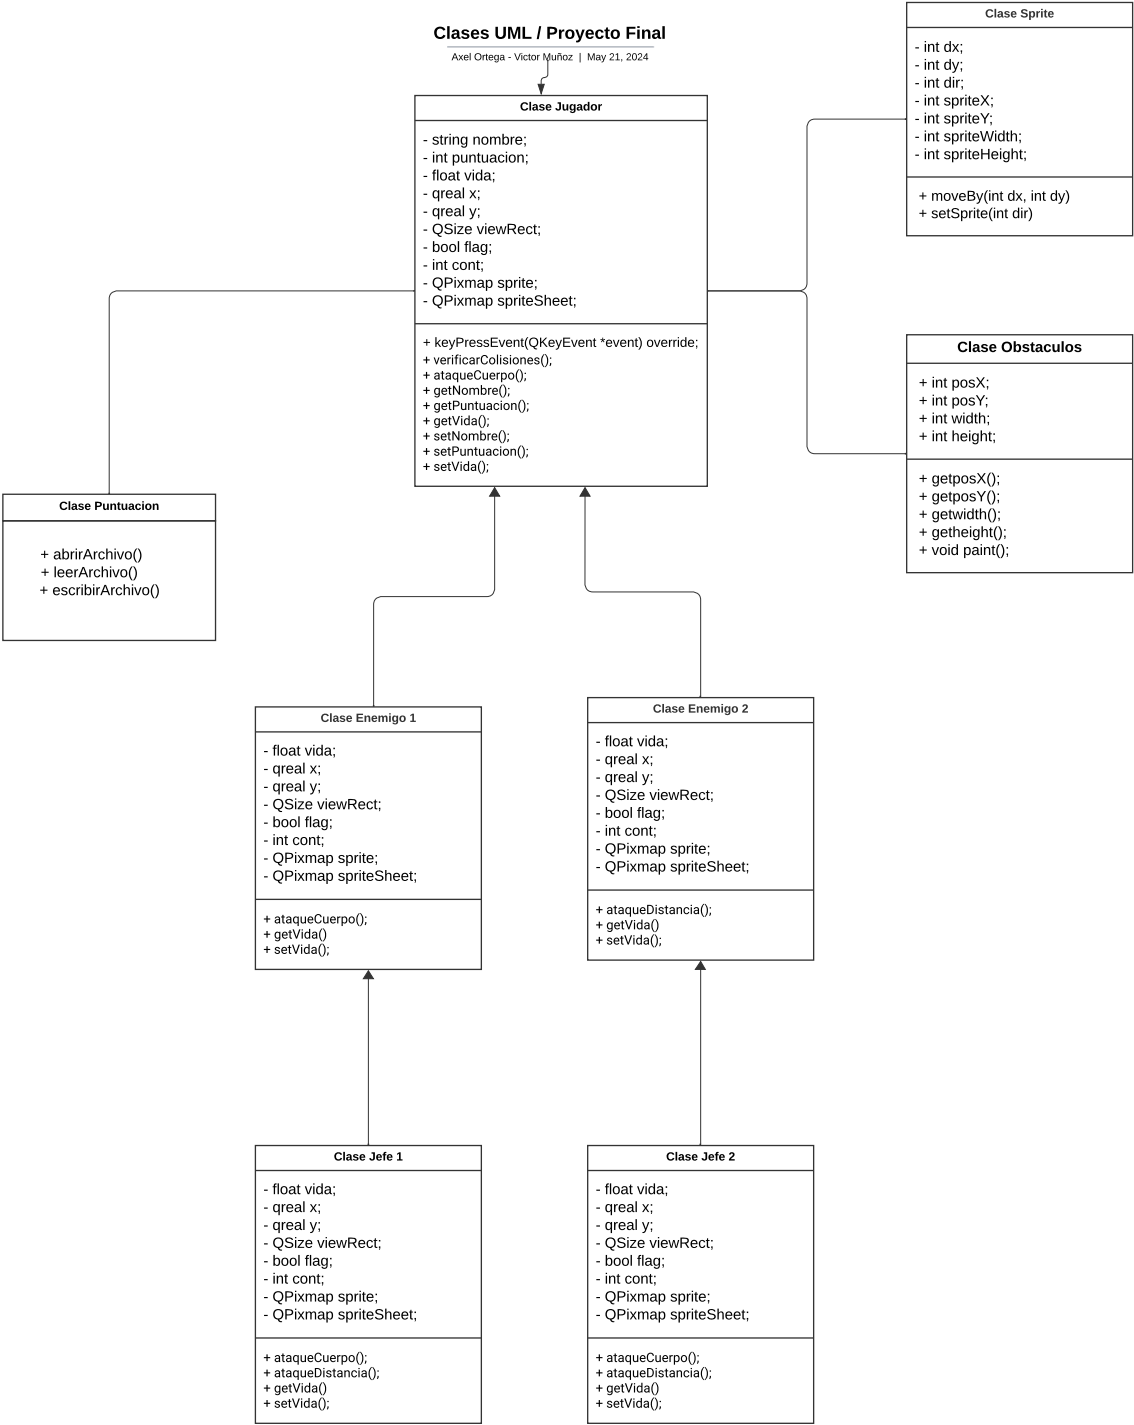 Clases UML / Proyecto Final
Axel Ortega - Victor Muñoz | May 21, 2024
Clase Jugador
- string nombre;
- int puntuacion;
- float vida;
- qreal x;
- qreal y;
- QSize viewRect;
- bool flag;
- int cont;
- QPixmap sprite;
- QPixmap spriteSheet;
+ keyPressEvent(QKeyEvent *event) override;
+ verificarColisiones();
+ ataqueCuerpo();
+ getNombre();
+ getPuntuacion();
+ getVida();
+ setNombre();
+ setPuntuacion();
+ setVida();
Clase Sprite
- int dx;
- int dy;
- int dir;
- int spriteX;
- int spriteY;
- int spriteWidth;
- int spriteHeight;
+ moveBy(int dx, int dy)
+ setSprite(int dir)
Clase Obstaculos
+ int posX;
+ int posY;
+ int width;
+ int height;
+ getposX();
+ getposY();
+ getwidth();
+ getheight();
+ void paint();
Clase Puntuacion
+ abrirArchivo()
+ leerArchivo()
+ escribirArchivo()
Clase Enemigo 1
- float vida;
- qreal x;
- qreal y;
- QSize viewRect;
- bool flag;
- int cont;
- QPixmap sprite;
- QPixmap spriteSheet;
+ ataqueCuerpo();
+ getVida()
+ setVida();
Clase Enemigo 2
- float vida;
- qreal x;
- qreal y;
- QSize viewRect;
- bool flag;
- int cont;
- QPixmap sprite;
- QPixmap spriteSheet;
+ ataqueDistancia();
+ getVida()
+ setVida();
Clase Jefe 1
- float vida;
- qreal x;
- qreal y;
- QSize viewRect;
- bool flag;
- int cont;
- QPixmap sprite;
- QPixmap spriteSheet;
+ ataqueCuerpo();
+ ataqueDistancia();
+ getVida()
+ setVida();
Clase Jefe 2
- float vida;
- qreal x;
- qreal y;
- QSize viewRect;
- bool flag;
- int cont;
- QPixmap sprite;
- QPixmap spriteSheet;
+ ataqueCuerpo();
+ ataqueDistancia();
+ getVida()
+ setVida();